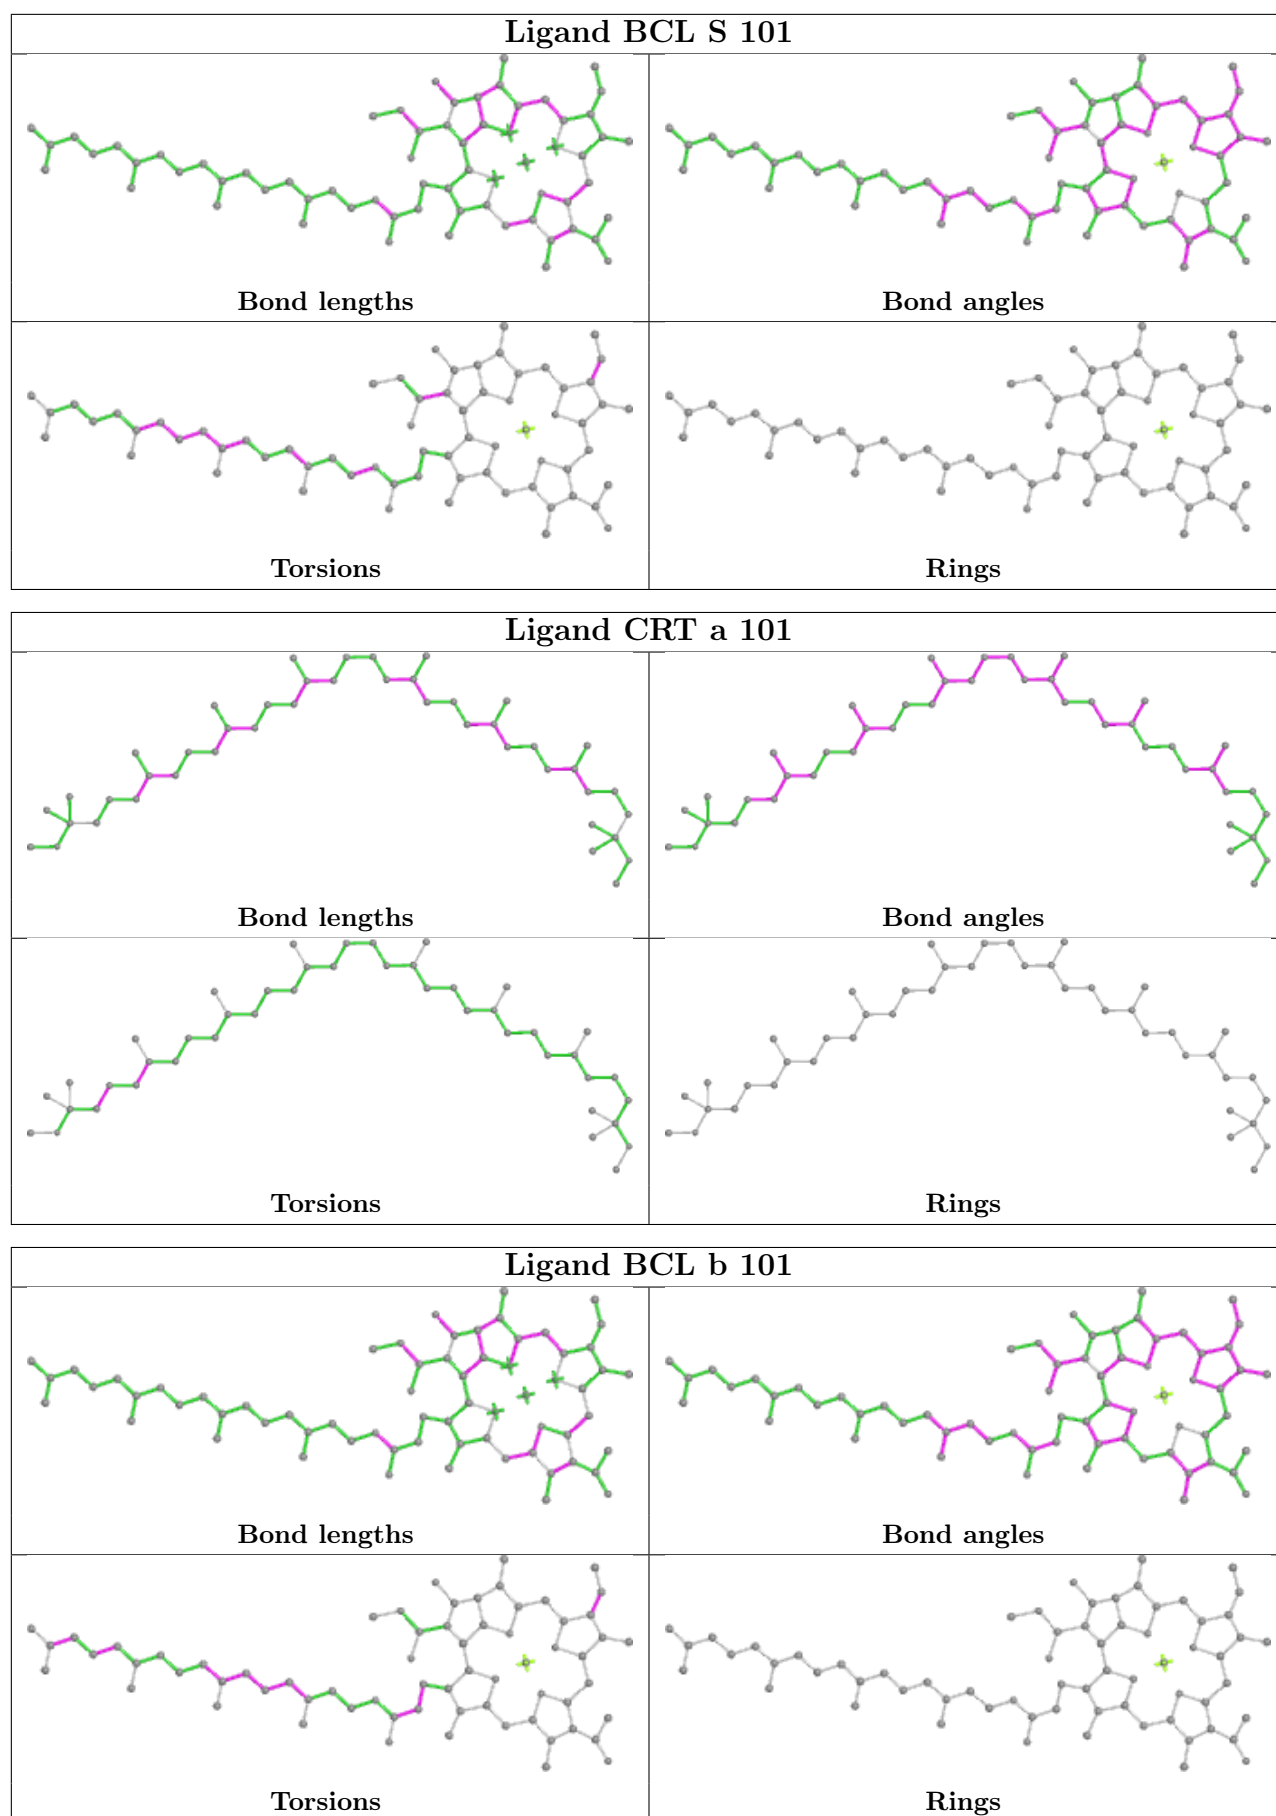 Ligand BCL S 101
Bond lengths
Bond angles
Torsions
Rings
Ligand CRT a 101
Bond lengths
Bond angles
Torsions
Rings
Ligand BCL b 101
Bond lengths
Bond angles
Torsions
Rings